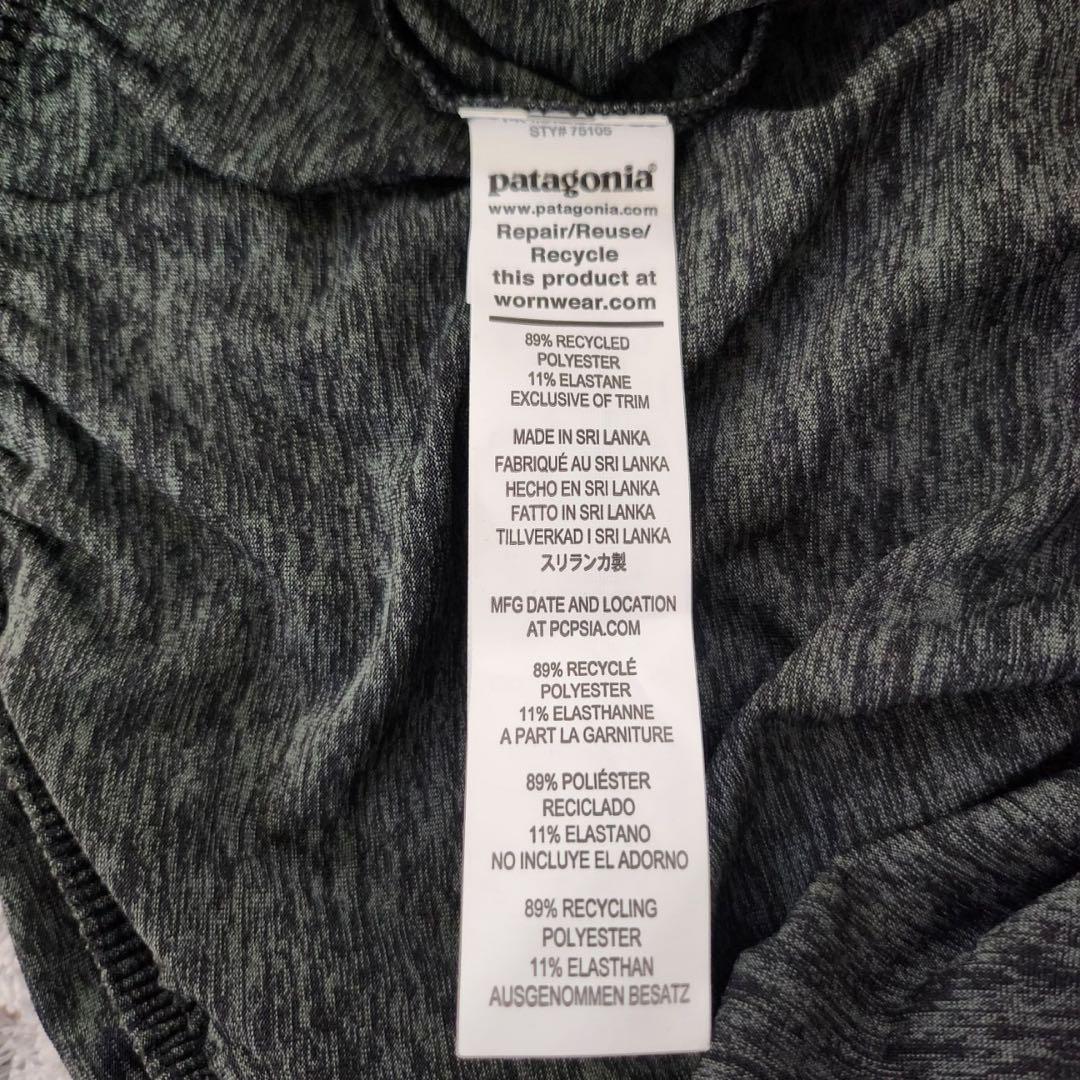 STY# 75105
patagonia®
www.patagonia.com
Repair/Reuse/
Recycle
this product at
wornwear.com
89% RECYCLED
POLYESTER
11% ELASTANE
EXCLUSIVE OF TRIM
MADE IN SRI LANKA
FABRIQUÉ AU SRI LANKA
HECHO EN SRI LANKA
FATTO IN SRI LANKA
TILLVERKAD I SRI LANKA
スリランカ製
MFG DATE AND LOCATION
AT PCPSIA.COM
89% RECYCLÉ
POLYESTER
11% ELASTHANNE
A PART LA GARNITURE
89% POLIÉSTER
RECICLADO
11% ELASTANO
NO INCLUYE EL ADORNO
89% RECYCLING
POLYESTER
11% ELASTHAN
AUSGENOMMEN BESATZ